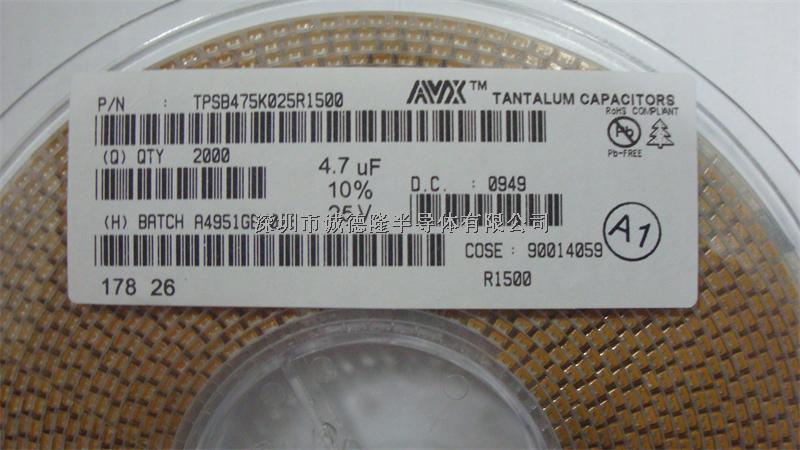 P/N : TPSB475K025R1500 AVX™ TANTALUM CAPACITORS
RoHS COMPLIANT
Pb
Pb-FREE
(Q) QTY 2000
4.7 uF
10%
25V
D.C. : 0949
(H) BATCH
深圳市诚德隆半导体有限公司
A1
COSE : 90014059
178 26
R1500